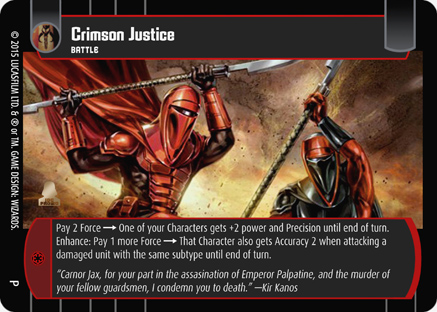 Crimson Justice
BATTLE
© 2015 LUCASFILM LTD. & ® or TM. GAME DESIGN: WIZARDS.
P
Pay 2 Force → One of your Characters gets +2 power and Precision until end of turn.
Enhance: Pay 1 more Force → That Character also gets Accuracy 2 when attacking a
damaged unit with the same subtype until end of turn.
“Carnor Jax, for your part in the assasination of Emperor Palpatine, and the murder of
your fellow guardsmen, I condemn you to death.” —Kir Kanos